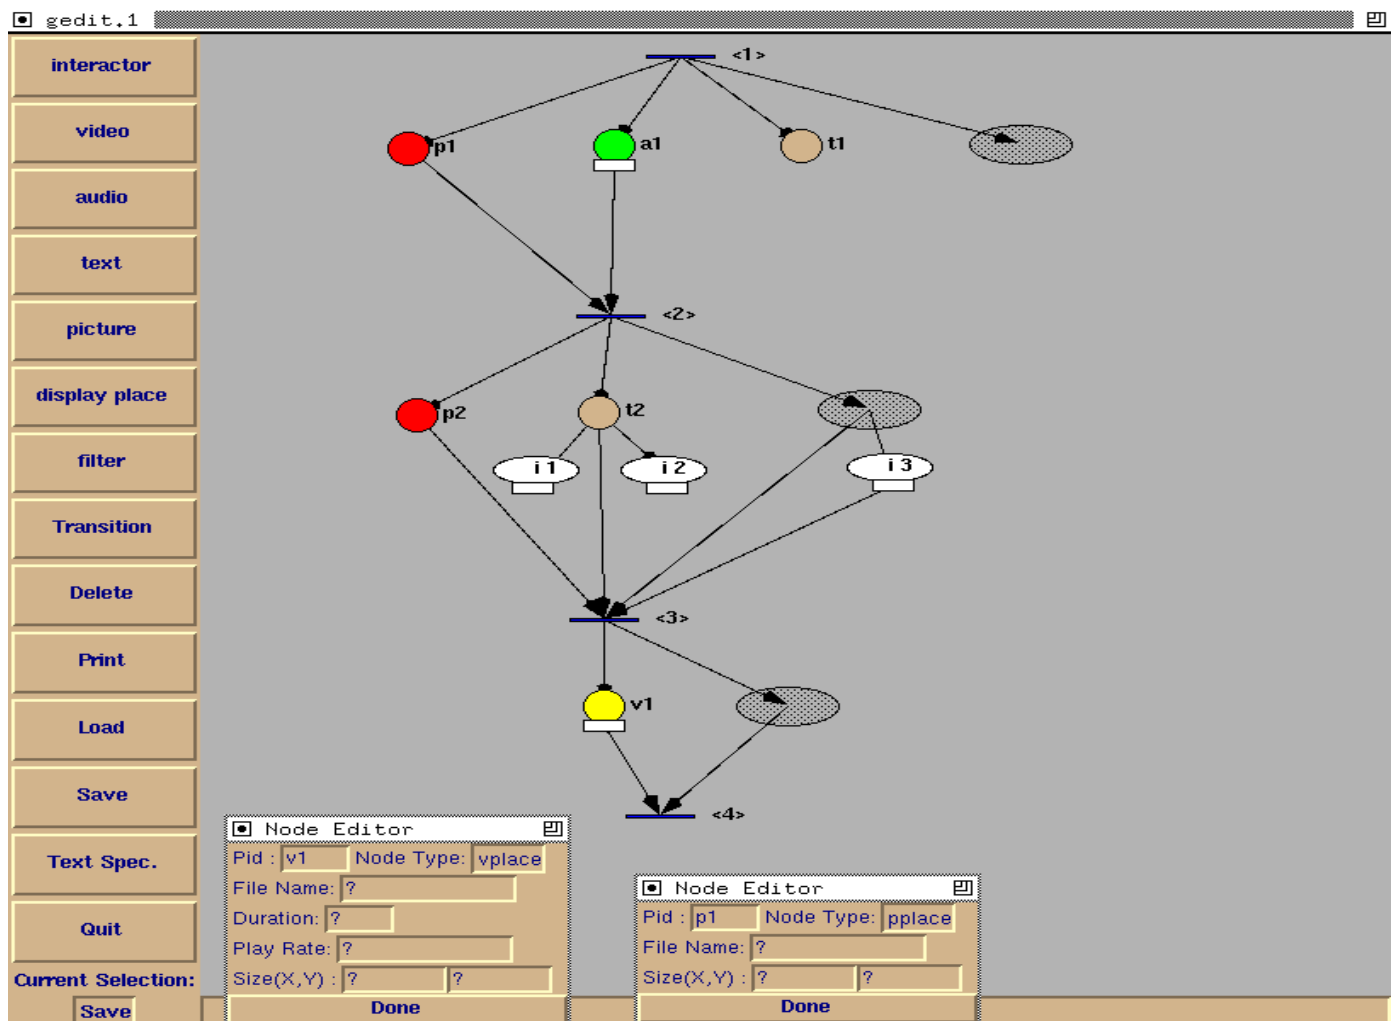 gedit.1
interactor
video
audio
text
picture
display place
filter
Transition
Delete
Print
Load
Save
Text Spec.
Quit
Current Selection:
Save
<1>
p1
a1
t1
<2>
p2
t2
i 1
i 2
i 3
<3>
v1
<4>
Node Editor
Pid : v1 Node Type: vplace
File Name: ?
Duration: ?
Play Rate: ?
Size(X,Y) : ? ?
Done
Node Editor
Pid : p1 Node Type: pplace
File Name: ?
Size(X,Y) : ? ?
Done